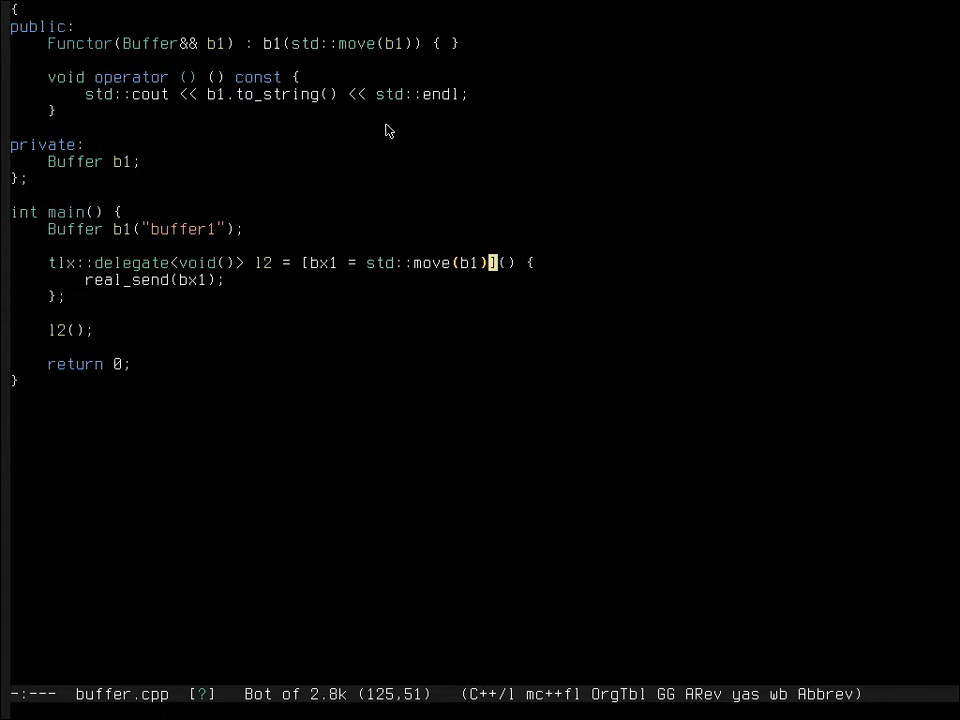 {
public:
    Functor(Buffer&& b1) : b1(std::move(b1)) { }

    void operator () () const {
        std::cout << b1.to_string() << std::endl;
    }

private:
    Buffer b1;
};

int main() {
    Buffer b1("buffer1");

    tlx::delegate<void()> l2 = [bx1 = std::move(b1)]() {
        real_send(bx1);
    };

    l2();

    return 0;
}
-:---  buffer.cpp  [?]   Bot of 2.8k (125,51)   (C++/l mc++fl OrgTbl GG ARev yas wb Abbrev)